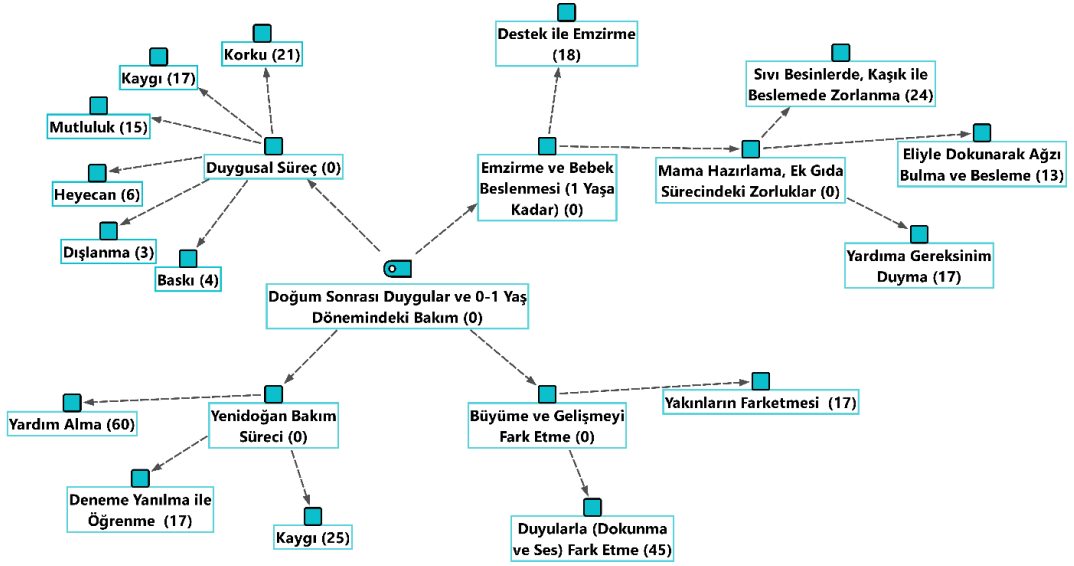 Destek ile Emzirme
(18)
Korku (21)
Kaygı (17)
Sıvı Besinlerde, Kaşık ile
Beslemede Zorlanma (24)
Mutluluk (15)
Duygusal Süreç (0)
Emzirme ve Bebek
Beslenmesi (1 Yaşa
Kadar) (0)
Mama Hazırlama, Ek Gıda
Sürecindeki Zorluklar (0)
Eliyle Dokunarak Ağzı
Bulma ve Besleme (13)
Heyecan (6)
Dışlanma (3)
Baskı (4)
Yardıma Gereksinim
Duyma (17)
Doğum Sonrası Duygular ve 0-1 Yaş
Dönemindeki Bakım (0)
Yardım Alma (60)
Yenidoğan Bakım
Süreci (0)
Büyüme ve Gelişmeyi
Fark Etme (0)
Yakınların Farketmesi  (17)
Deneme Yanılma ile
Öğrenme  (17)
Kaygı (25)
Duyularla (Dokunma
ve Ses) Fark Etme (45)